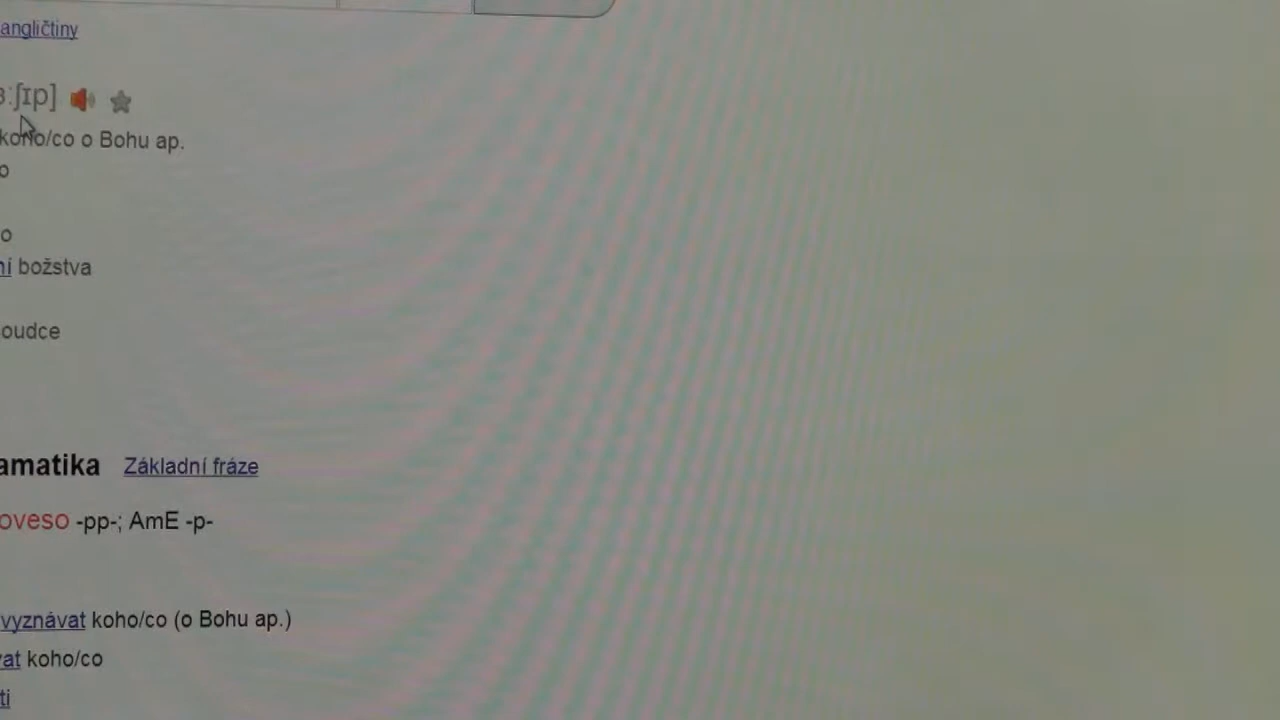 angličtiny
ɜːʃɪp]
koho/co o Bohu ap.
o
o
ní božstva
oudce
amatika Základní fráze
oveso -pp-; AmE -p-
vyznávat koho/co (o Bohu ap.)
vat koho/co
ti